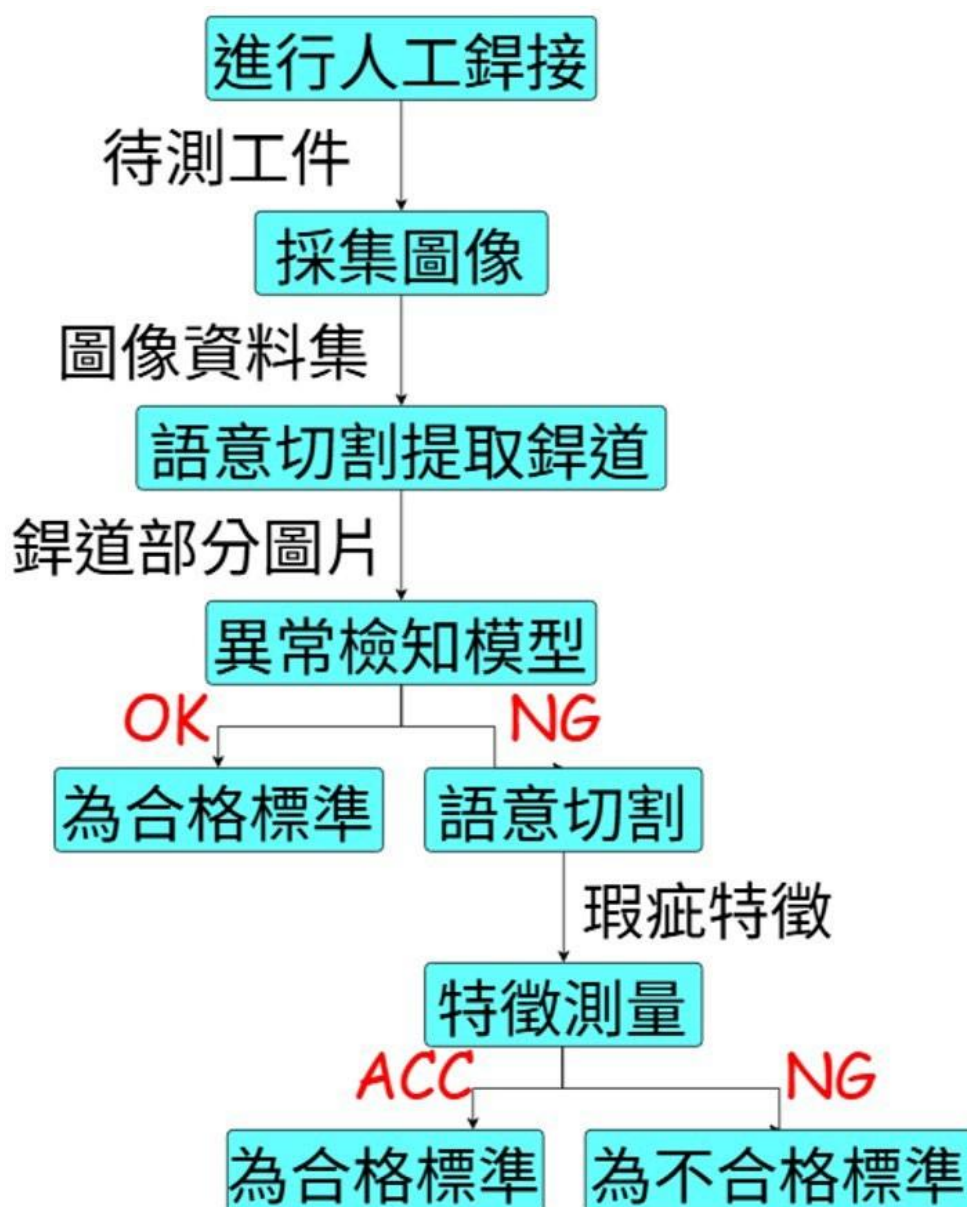 進行人工銲接
待測工件
採集圖像
圖像資料集
語意切割提取銲道
銲道部分圖片
異常檢知模型
OK
NG
為合格標準
語意切割
瑕疵特徵
特徵測量
ACC
NG
為合格標準
為不合格標準